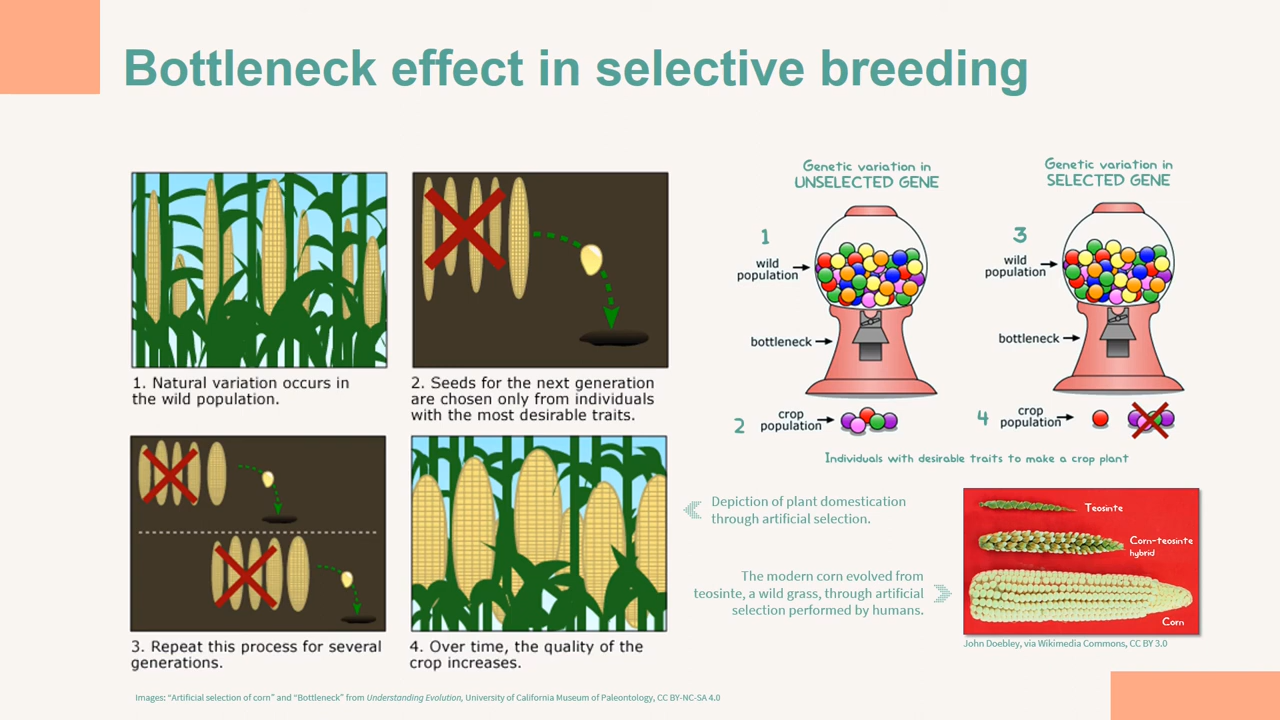 Bottleneck effect in selective breeding
1. Natural variation occurs in
the wild population.
2. Seeds for the next generation
are chosen only from individuals
with the most desirable traits.
3. Repeat this process for several
generations.
4. Over time, the quality of the
crop increases.
Genetic variation in
UNSELECTED GENE
1
wild
population
bottleneck
2
crop
population
Genetic variation in
SELECTED GENE
3
wild
population
bottleneck
4
crop
population
Individuals with desirable traits to make a crop plant
Depiction of plant domestication
through artificial selection.
The modern corn evolved from
teosinte, a wild grass, through artificial
selection performed by humans.
Teosinte
Corn-teosinte
hybrid
Corn
John Doebley, via Wikimedia Commons, CC BY 3.0
Images: “Artificial selection of corn” and “Bottleneck” from Understanding Evolution, University of California Museum of Paleontology, CC BY-NC-SA 4.0